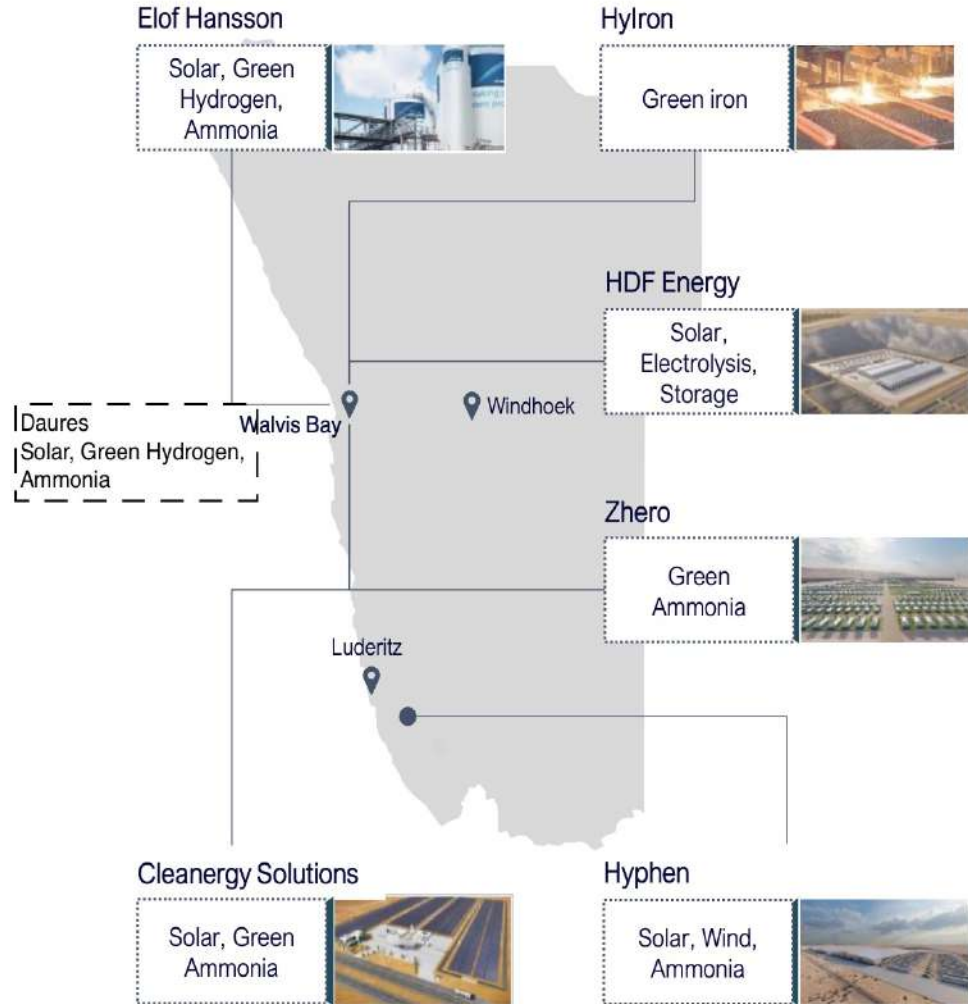 Elof Hansson
Solar, Green
Hydrogen,
Ammonia
HyIron
Green iron
HDF Energy
Solar,
Electrolysis,
Storage
Daures
Solar, Green Hydrogen,
Ammonia
Walvis Bay
Windhoek
Zhero
Green
Ammonia
Luderitz
Cleanergy Solutions
Solar, Green
Ammonia
Hyphen
Solar, Wind,
Ammonia